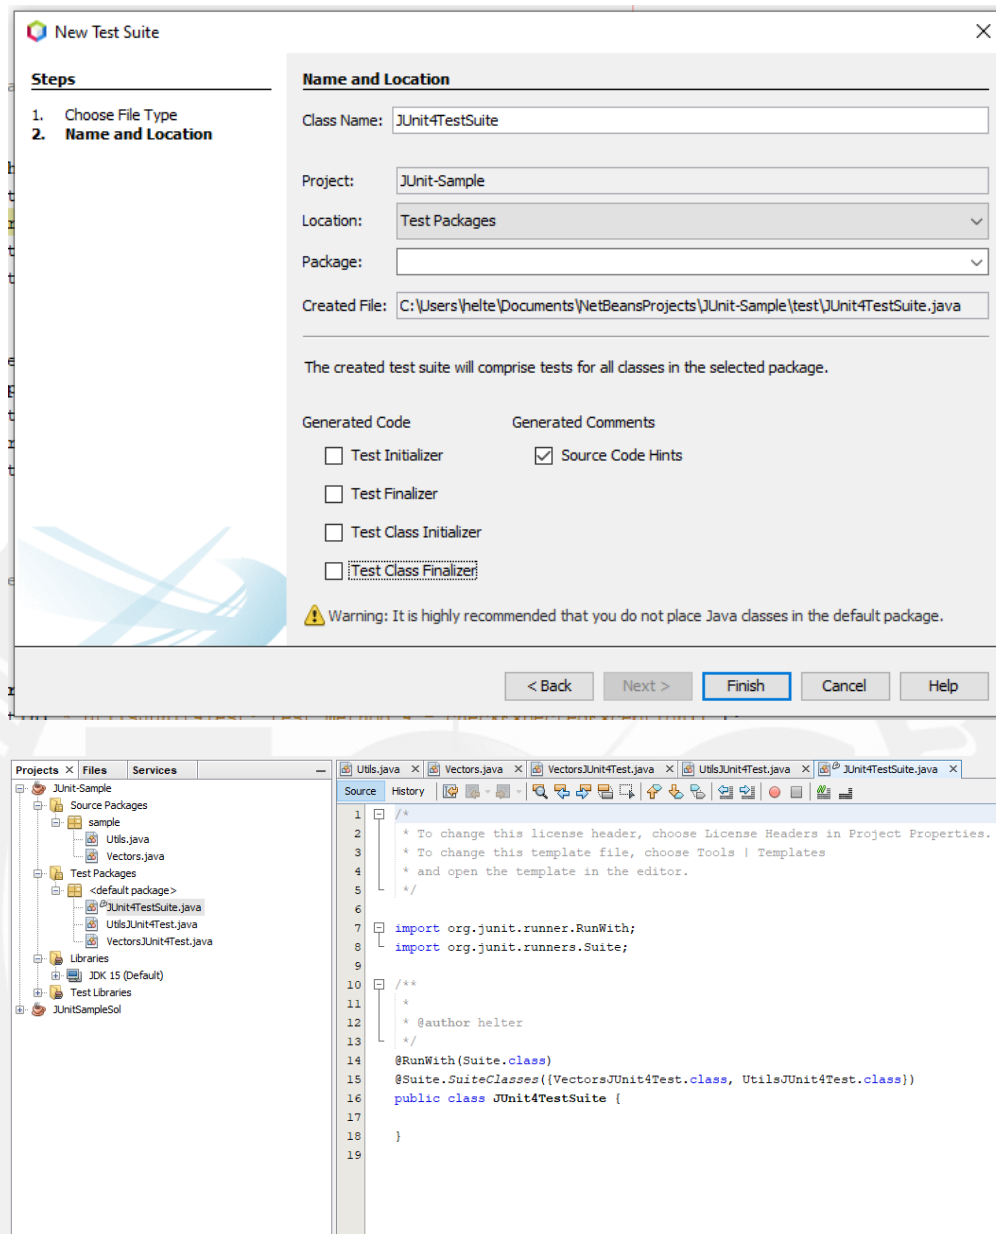 New Test Suite
Steps
1. Choose File Type
2. Name and Location
Name and Location
Class Name: JUnit4TestSuite
Project: JUnit-Sample
Location: Test Packages
Package:
Created File: C:\Users\helte\Documents\NetBeansProjects\JUnit-Sample\test\JUnit4TestSuite.java
The created test suite will comprise tests for all classes in the selected package.
Generated Code Generated Comments
Test Initializer Source Code Hints
Test Finalizer
Test Class Initializer
Test Class Finalizer
Warning: It is highly recommended that you do not place Java classes in the default package.
< Back Next > Finish Cancel Help
Projects Files Services
JUnit-Sample
Source Packages
sample
Utils.java
Vectors.java
Test Packages
<default package>
JUnit4TestSuite.java
UtilsJUnit4Test.java
VectorsJUnit4Test.java
Libraries
JDK 15 (Default)
Test Libraries
JUnitSampleSol
Utils.java Vectors.java VectorsJUnit4Test.java UtilsJUnit4Test.java JUnit4TestSuite.java
Source History
1 /*
2 * To change this license header, choose License Headers in Project Properties.
3 * To change this template file, choose Tools | Templates
4 * and open the template in the editor.
5 */
6
7 import org.junit.runner.RunWith;
8 import org.junit.runners.Suite;
9
10 /**
11 *
12 * @author helter
13 */
14 @RunWith(Suite.class)
15 @Suite.SuiteClasses({VectorsJUnit4Test.class, UtilsJUnit4Test.class})
16 public class JUnit4TestSuite {
17
18 }
19